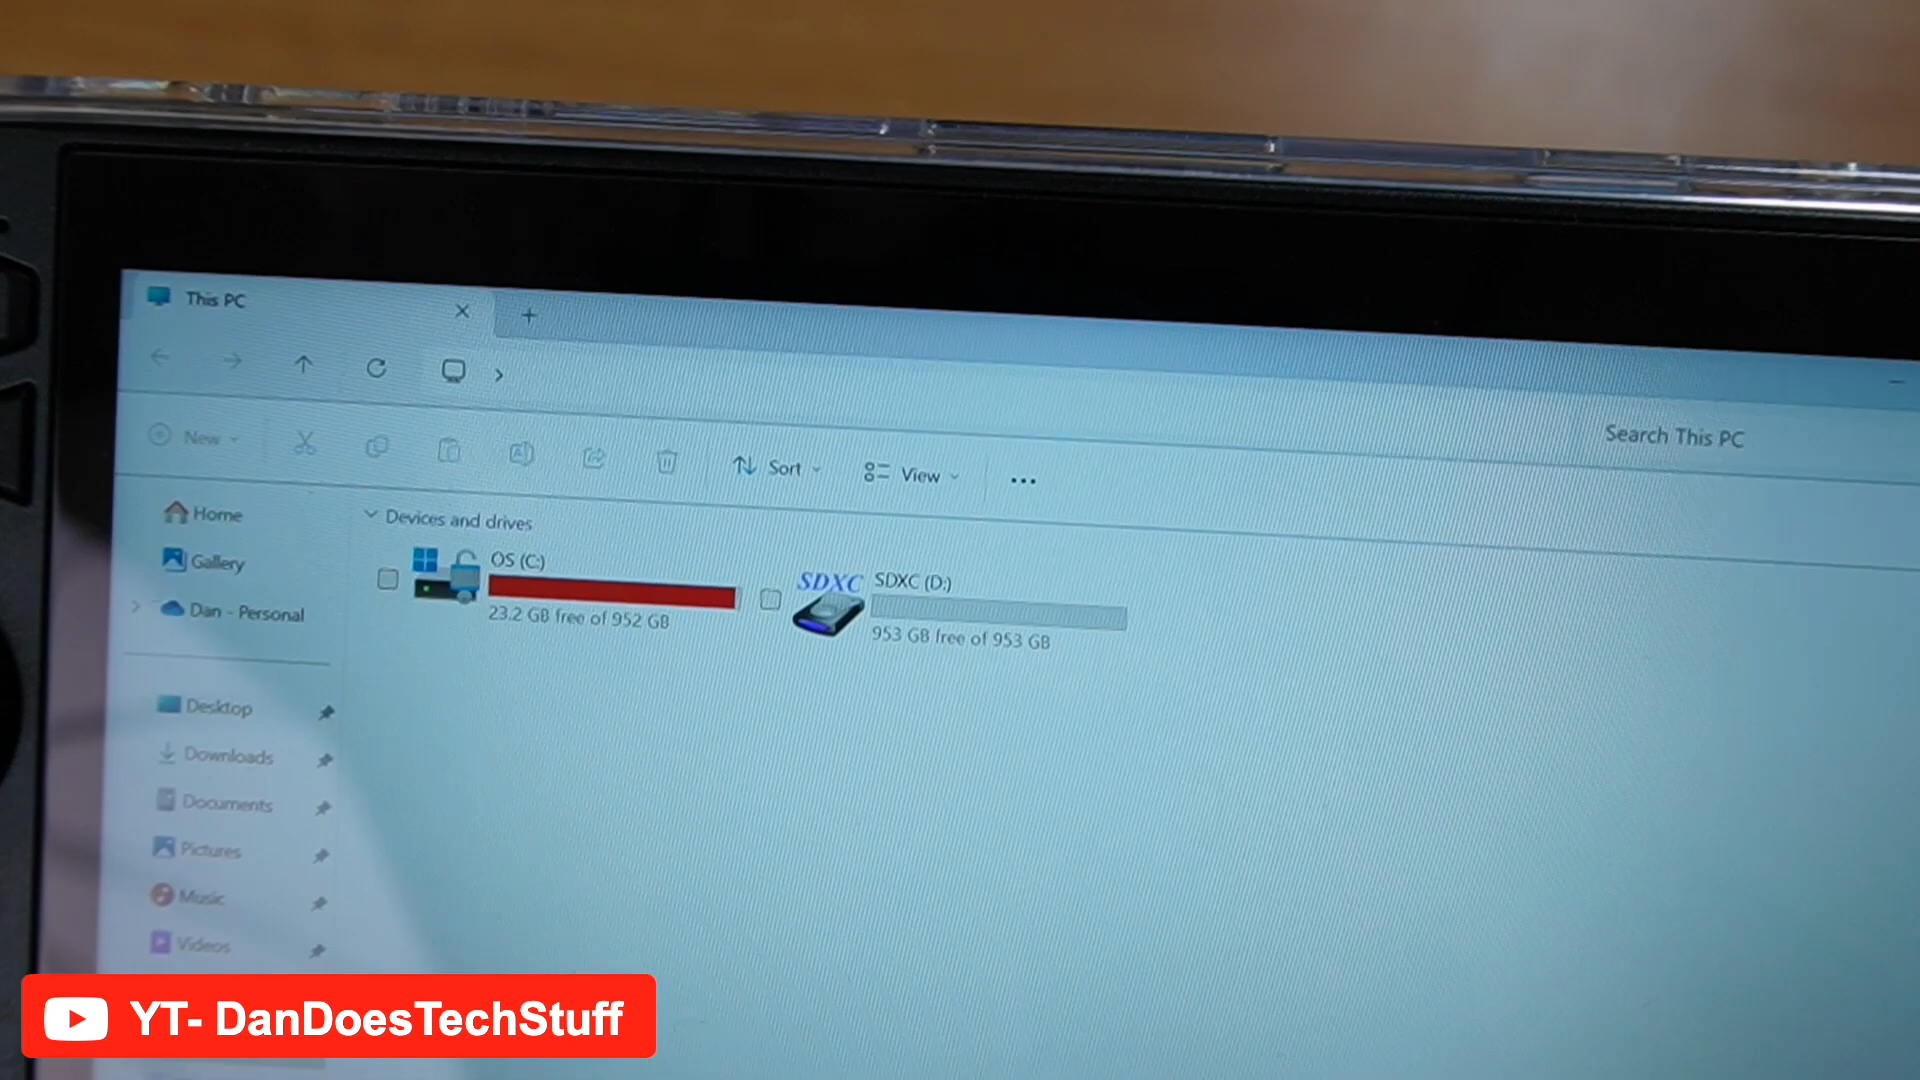 This PC
Search This PC
New
Sort
View
Home
Gallery
Dan - Personal
Desktop
Downloads
Documents
Pictures
Music
Videos
Devices and drives
OS (C:)
23.2 GB free of 952 GB
SDXC
SDXC (D:)
953 GB free of 953 GB
YT- DanDoesTechStuff